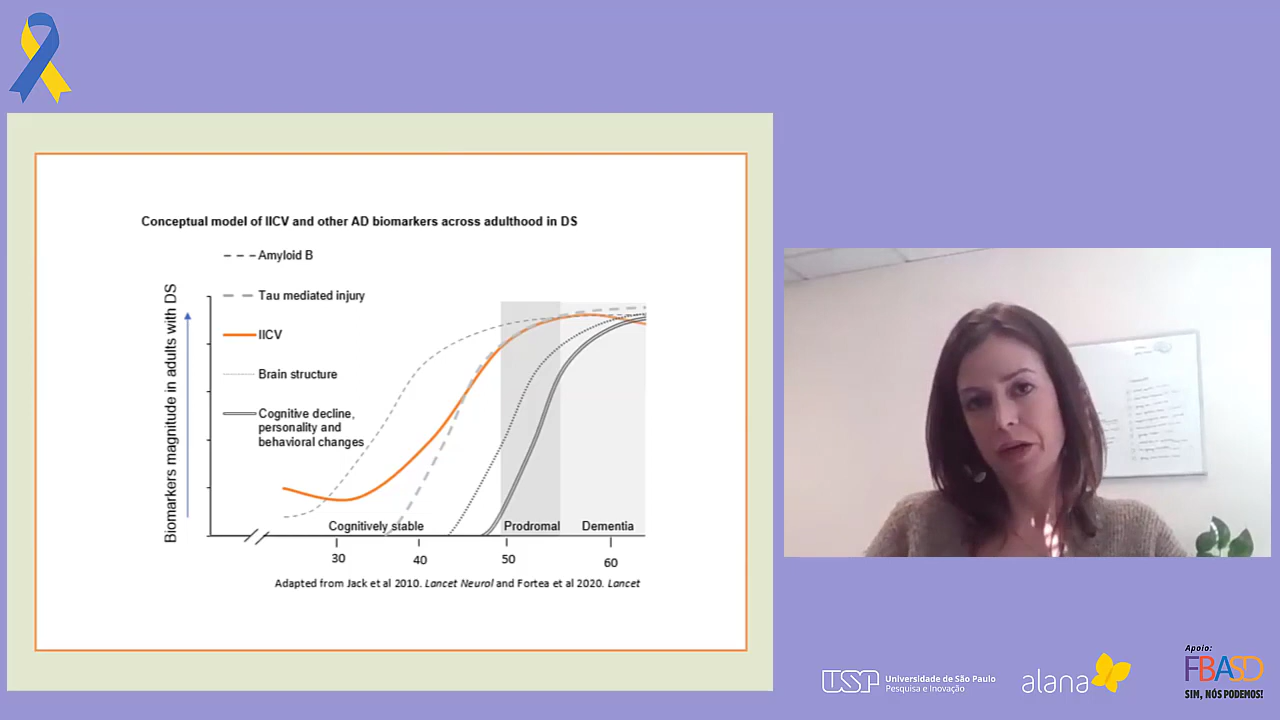 Conceptual model of IICV and other AD biomarkers across adulthood in DS
Biomarkers magnitude in adults with DS
Amyloid B
Tau mediated injury
IICV
Brain structure
Cognitive decline,
personality and
behavioral changes
Cognitively stable
Prodromal
Dementia
30
40
50
60
Adapted from Jack et al 2010. Lancet Neurol and Fortea et al 2020. Lancet
USP Universidade de São Paulo
Pesquisa e Inovação
alana
Apoio:
FBASD
SIM, NÓS PODEMOS!